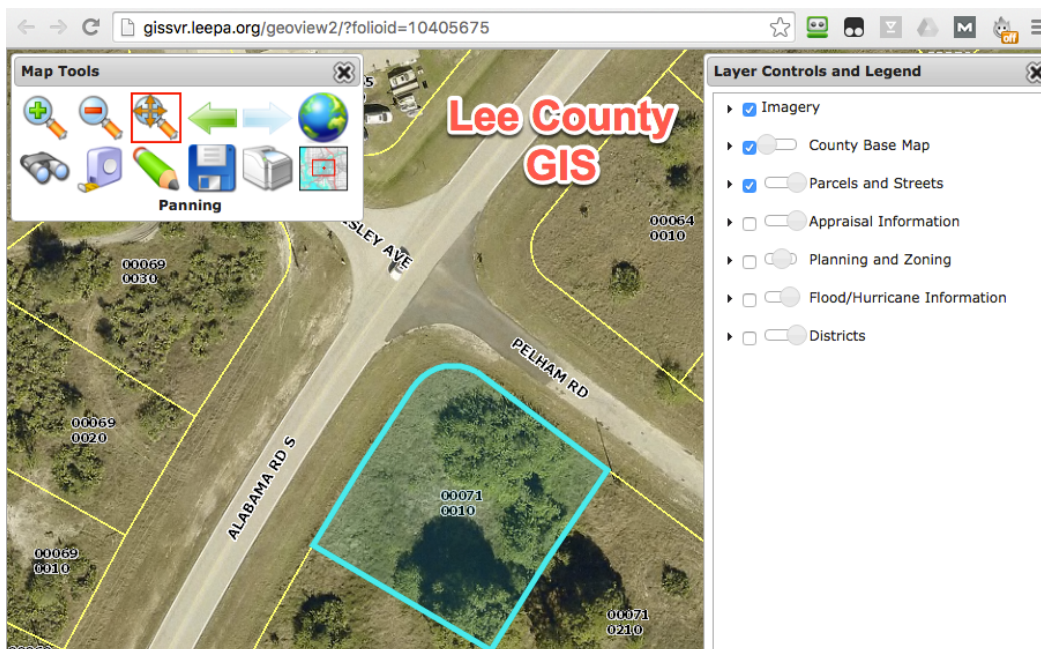 gissvr.leepa.org/geoview2/?folioid=10405675
off
Map Tools
Panning
Lee County
GIS
Layer Controls and Legend
Imagery
County Base Map
Parcels and Streets
Appraisal Information
Planning and Zoning
Flood/Hurricane Information
Districts
00064
0010
00069
0030
PELHAM RD
00069
0020
ALABAMA RD S
00071
0010
00069
0010
00071
0210